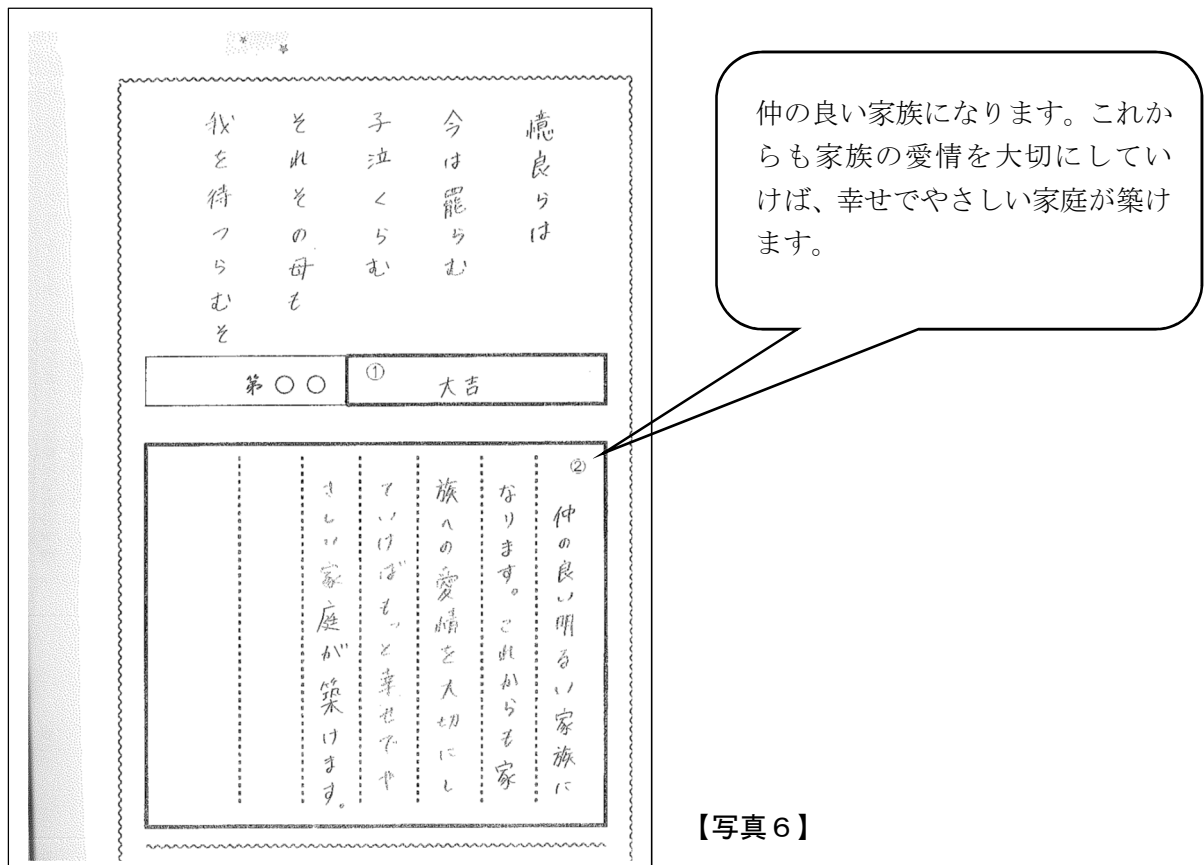 憶良らは
今は罷らむ
子泣くらむ
それその母も
我を待つらむそ
第〇〇
① 大吉
②
仲の良い明るい家族に
なります。これからも家
族への愛情を大切にし
ていけばもっと幸せでや
さしい家庭が築けます。
仲の良い家族になります。これか
らも家族の愛情を大切にしてい
けば、幸せでやさしい家庭が築け
ます。
【写真６】